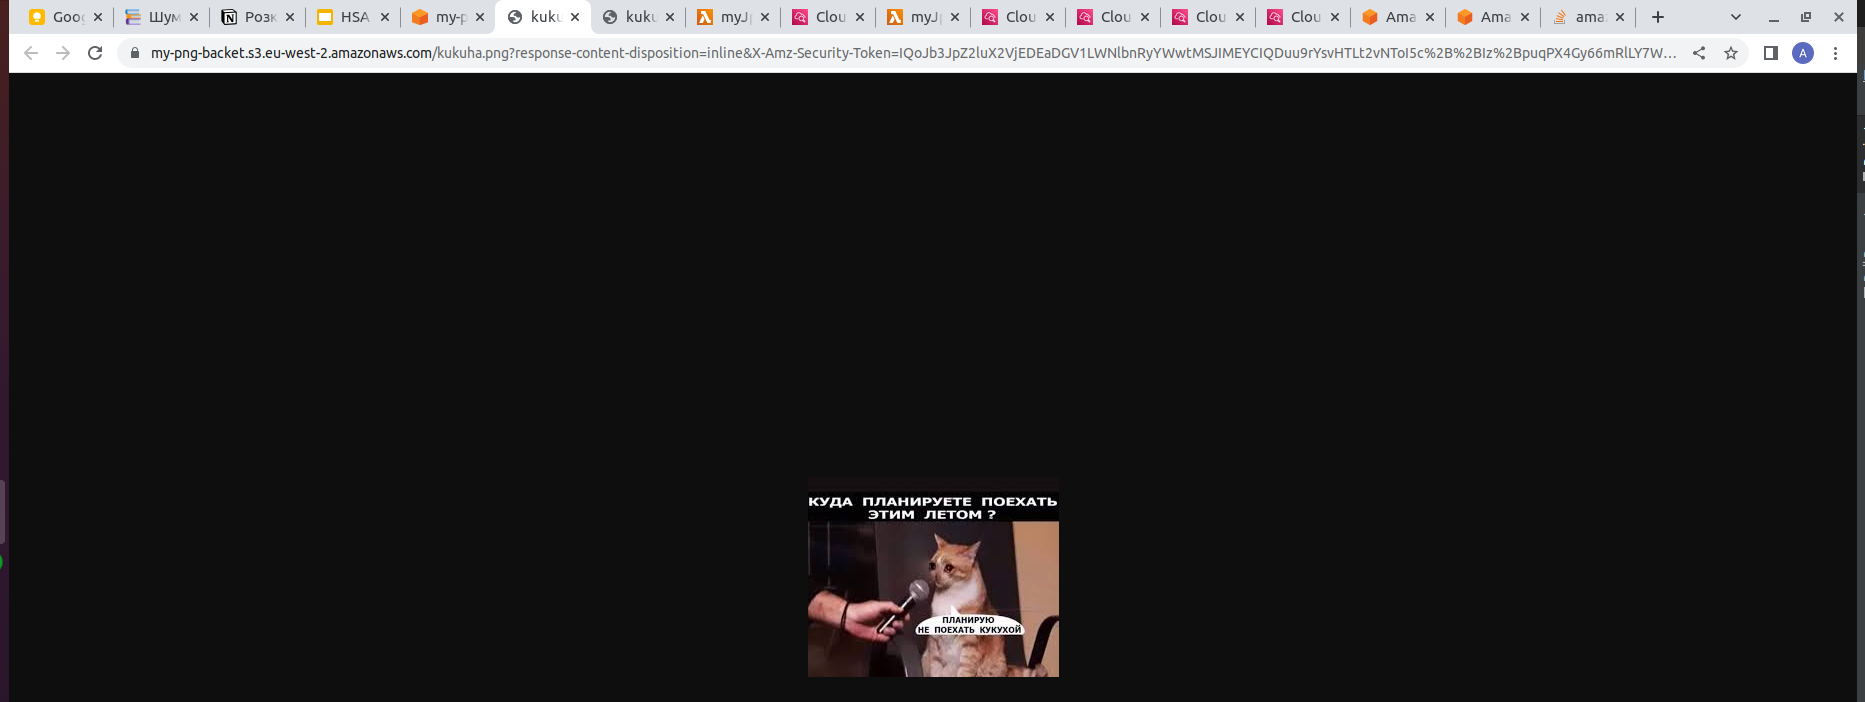 Goog
Шум
Розк
HSA
my-p
kuku
kuku
myJ
Clou
myJ
Clou
Clou
Clou
Clou
Ama
Ama
ama
my-png-backet.s3.eu-west-2.amazonaws.com/kukuha.png?response-content-disposition=inline&X-Amz-Security-Token=IQoJb3JpZ2luX2VjEDEaDGV1LWNlbnRyYWwtMSJIMEYCIQDuu9rYsvHTLt2vNToI5c%2B%2BIz%2BpuqPX4Gy66mRlLY7W...
A
КУДА ПЛАНИРУЕТЕ ПОЕХАТЬ
ЭТИМ ЛЕТОМ ?
ПЛАНИРУЮ
НЕ ПОЕХАТЬ КУКУХОЙ